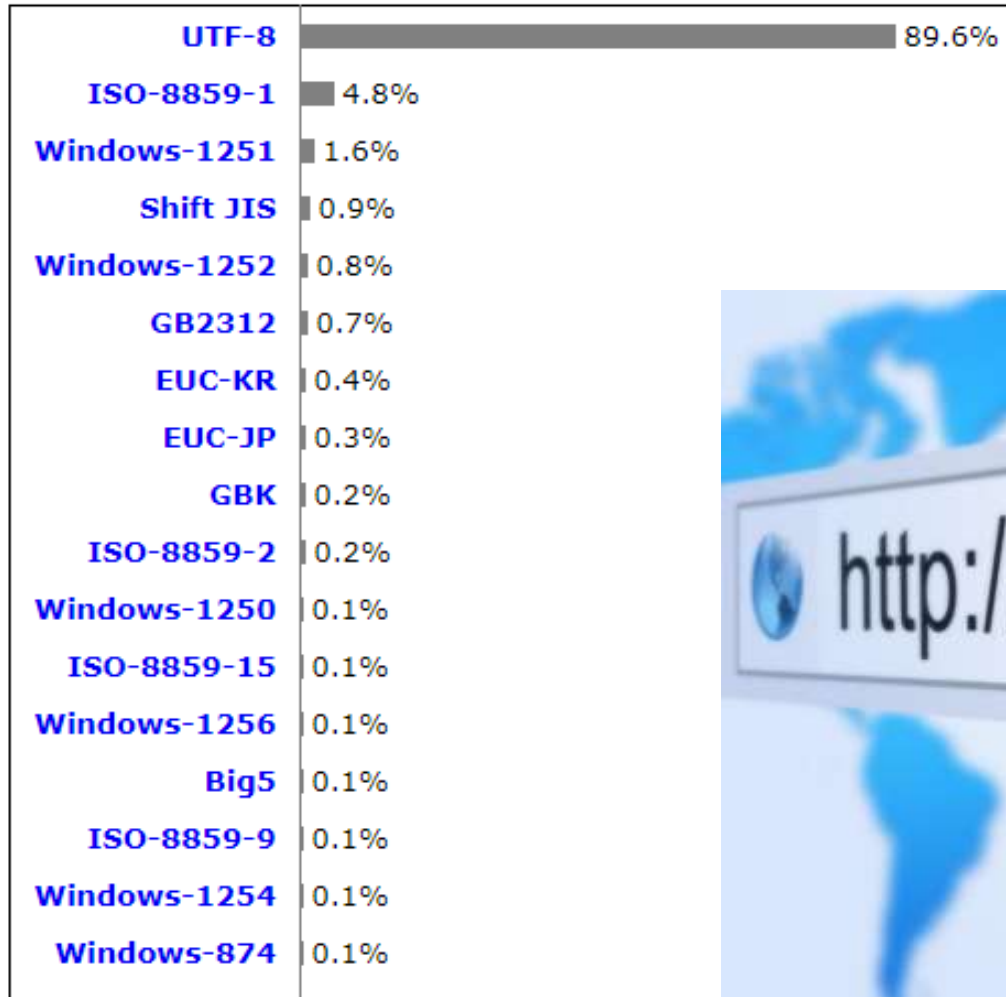 UTF-8 89.6%
ISO-8859-1 4.8%
Windows-1251 1.6%
Shift JIS 0.9%
Windows-1252 0.8%
GB2312 0.7%
EUC-KR 0.4%
EUC-JP 0.3%
GBK 0.2%
ISO-8859-2 0.2%
Windows-1250 0.1%
ISO-8859-15 0.1%
Windows-1256 0.1%
Big5 0.1%
ISO-8859-9 0.1%
Windows-1254 0.1%
Windows-874 0.1%
http:/